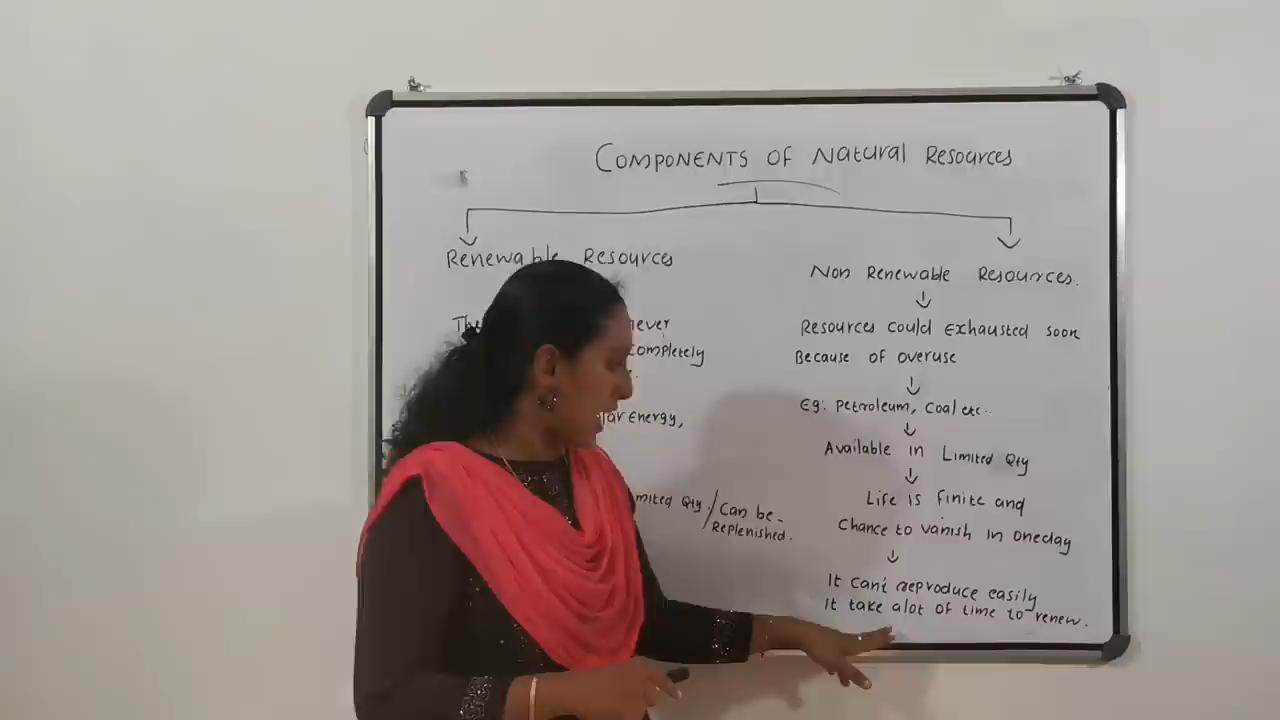 Components of Natural Resources
Renewable Resources
never
completely
Energy,
Qty / Can be-
Replenished.
Non Renewable Resources.
Resources could Exhausted soon
Because of overuse
Eg: Petroleum, Coal etc..
Available in Limited Qty
Life is finite and
Chance to vanish in oneday
It can't reproduce easily
It take alot of time to renew.